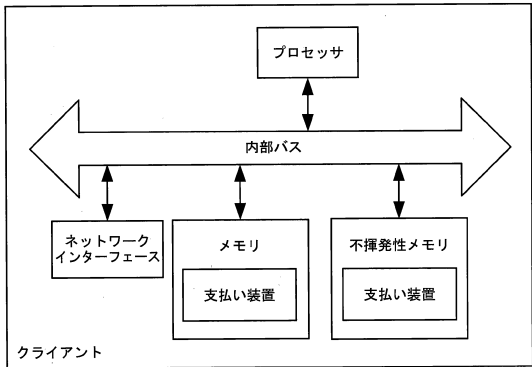 プロセッサ
内部バス
ネットワーク
インターフェース
メモリ
支払い装置
不揮発性メモリ
支払い装置
クライアント